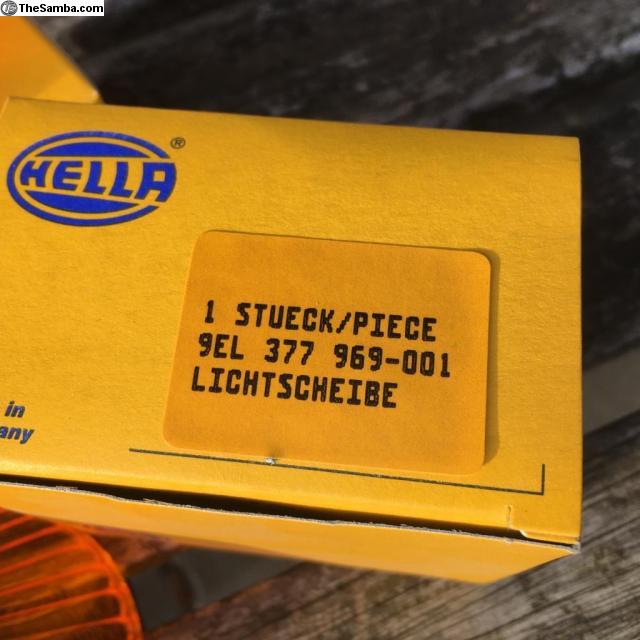 TheSamba.com
HELLA ®
1 STUECK/PIECE
9EL 377 969-001
LICHTSCHEIBE
in
any